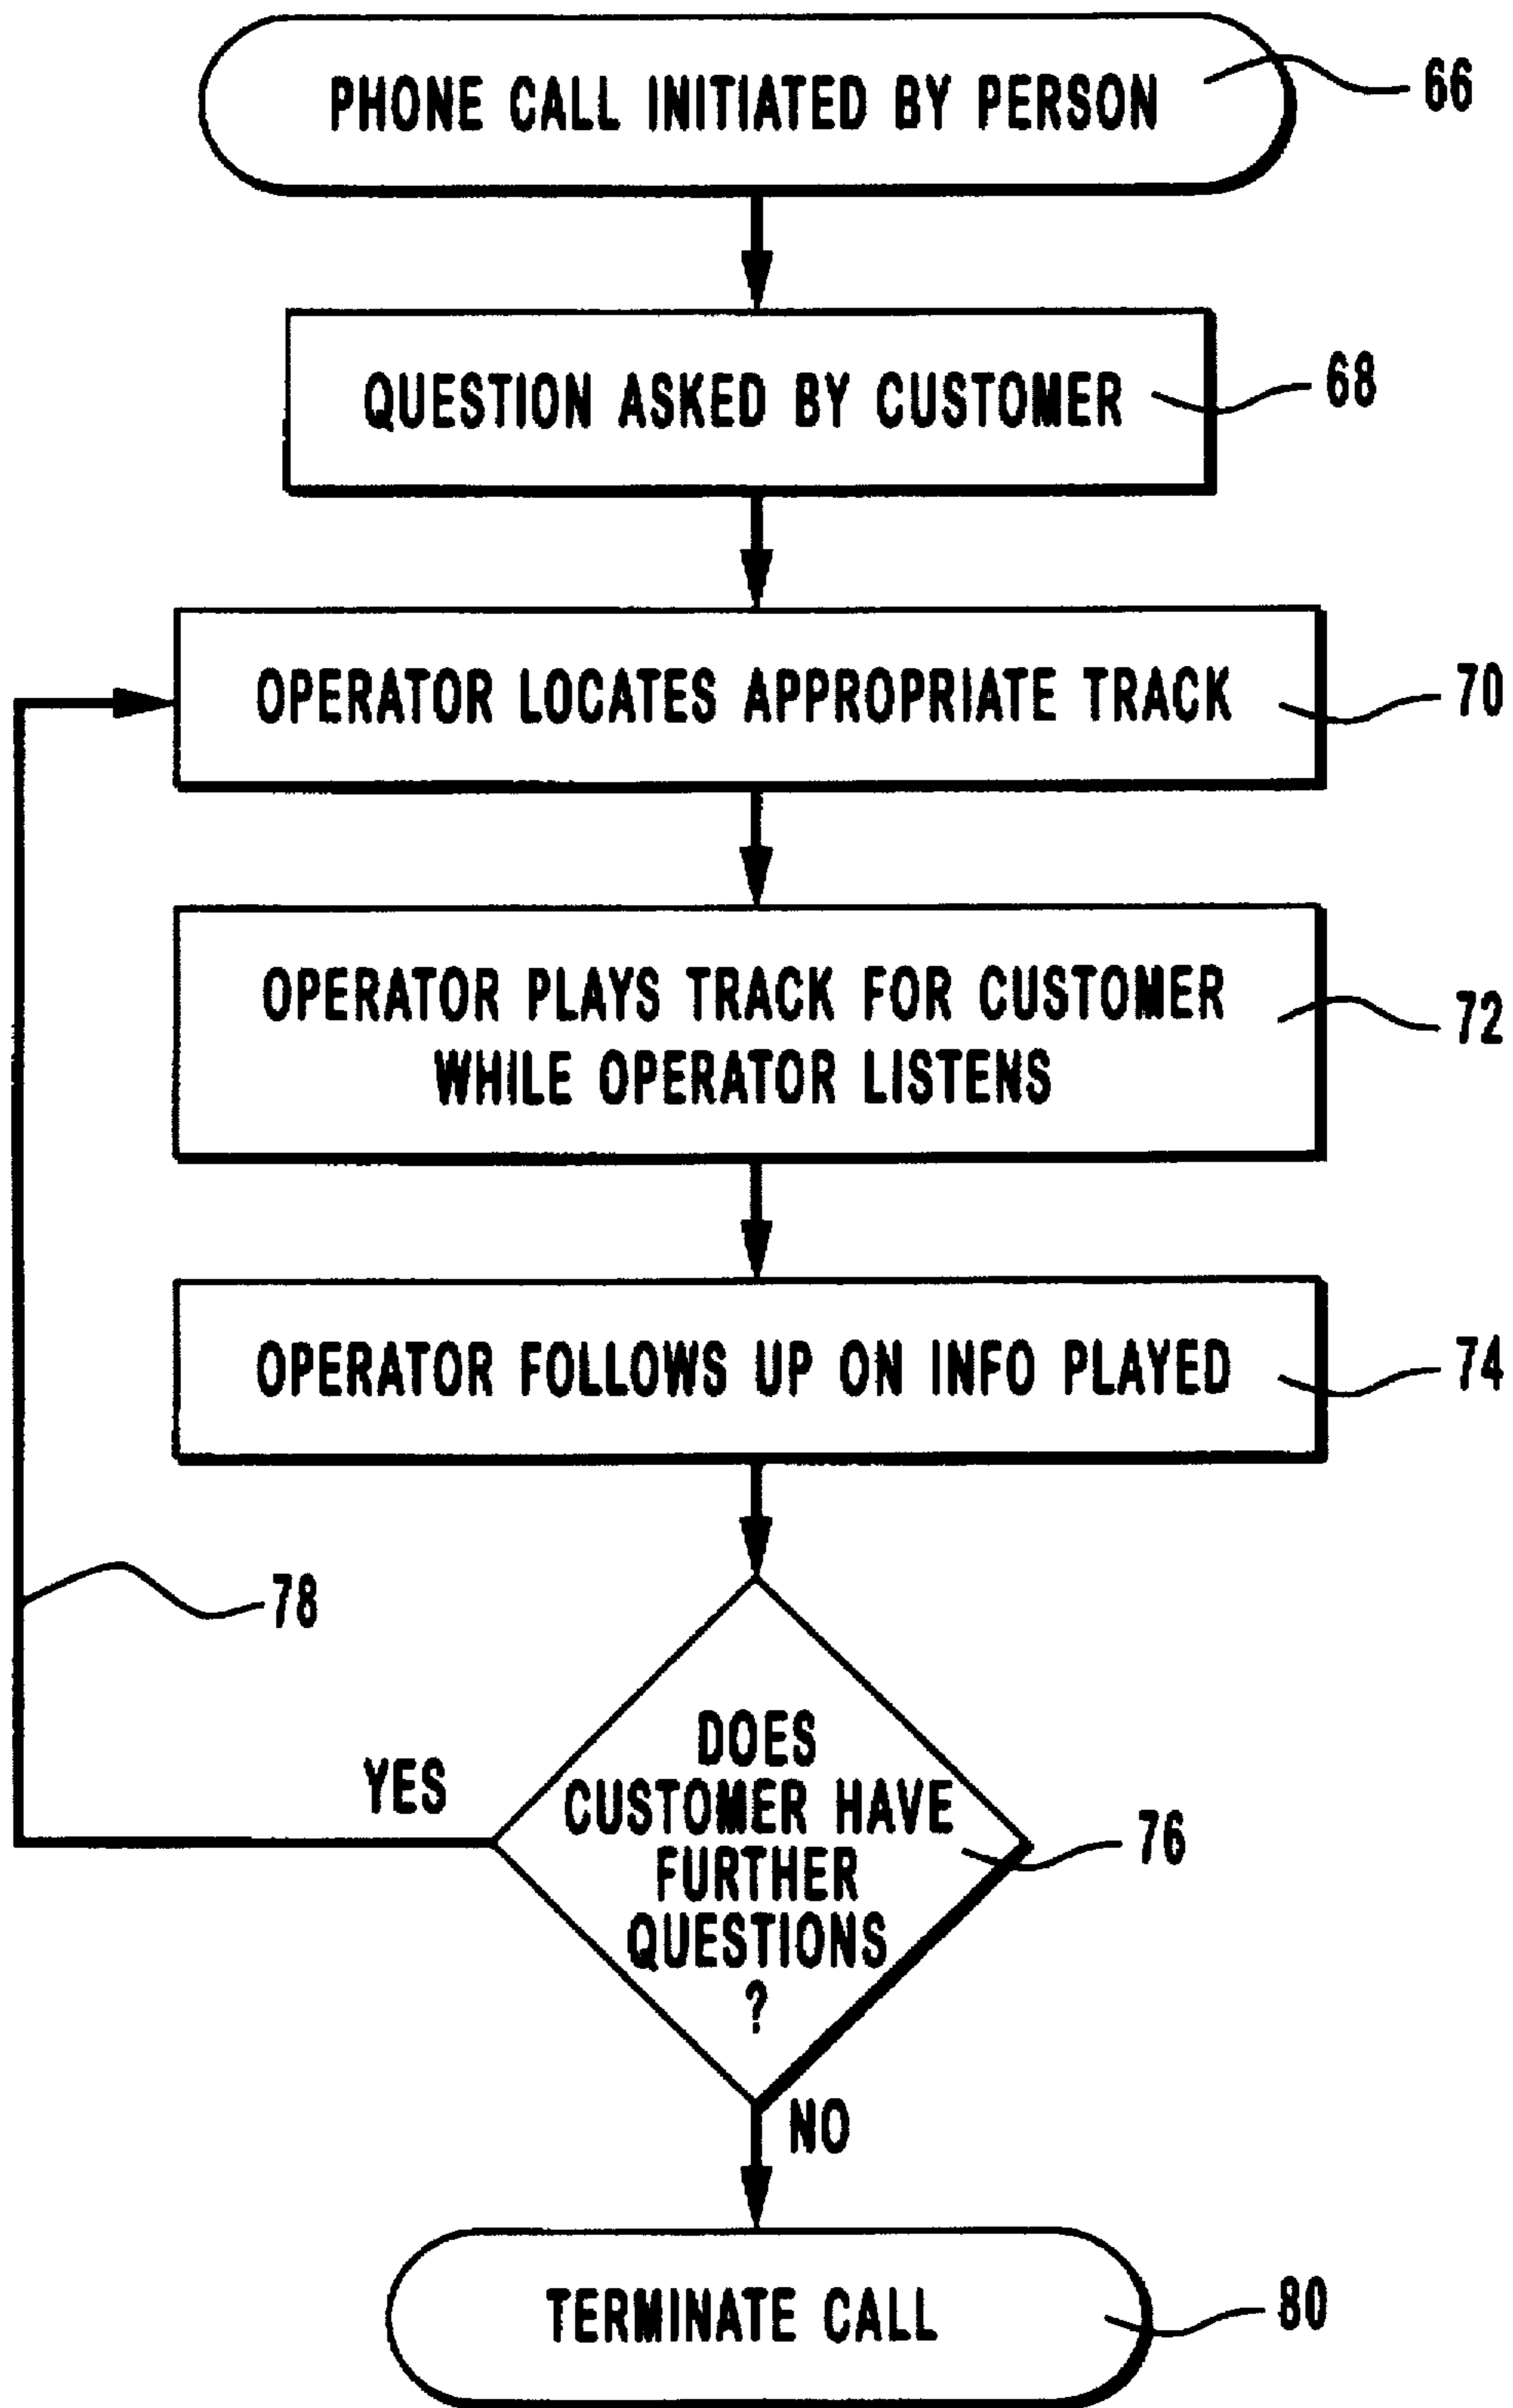 PHONE CALL INITIATED BY PERSON
66
QUESTION ASKED BY CUSTOMER
68
OPERATOR LOCATES APPROPRIATE TRACK
70
OPERATOR PLAYS TRACK FOR CUSTOMER
WHILE OPERATOR LISTENS
72
OPERATOR FOLLOWS UP ON INFO PLAYED
74
78
YES
DOES
CUSTOMER HAVE
FURTHER
QUESTIONS
?
76
NO
TERMINATE CALL
80